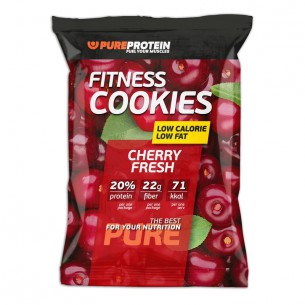 PUREPROTEIN
FUEL YOUR MUSCLES
FITNESS
COOKIES
LOW CALORIE
LOW FAT
CHERRY
FRESH
20% 22g 71
protein fiber kkal
THE BEST
FOR YOUR NUTRITION
PURE